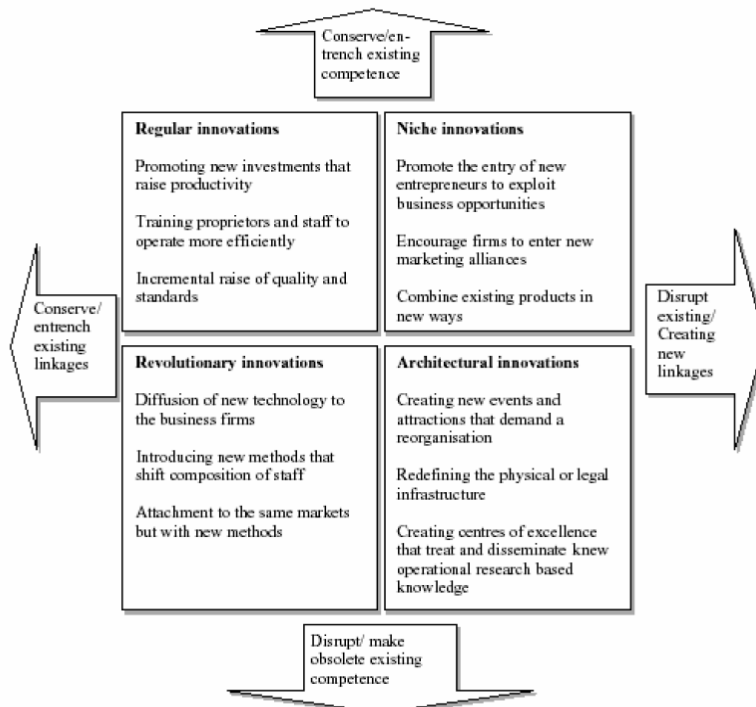 Conserve/en-
trench existing
competence
Regular innovations
Promoting new investments that
raise productivity
Training proprietors and staff to
operate more efficiently
Incremental raise of quality and
standards
Niche innovations
Promote the entry of new
entrepreneurs to exploit
business opportunities
Encourage firms to enter new
marketing alliances
Combine existing products in
new ways
Conserve/
entrench
existing
linkages
Disrupt
existing/
Creating
new
linkages
Revolutionary innovations
Diffusion of new technology to
the business firms
Introducing new methods that
shift composition of staff
Attachment to the same markets
but with new methods
Architectural innovations
Creating new events and
attractions that demand a
reorganisation
Redefining the physical or legal
infrastructure
Creating centres of excellence
that treat and disseminate knew
operational research based
knowledge
Disrupt/ make
obsolete existing
competence